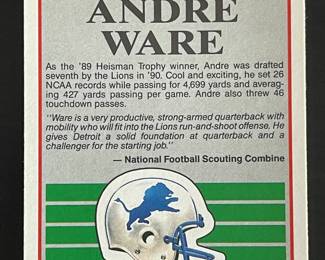 ANDRE
WARE
As the '89 Heisman Trophy winner, Andre was drafted
seventh by the Lions in '90. Cool and exciting, he set 26
NCAA records while passing for 4,699 yards and averag-
ing 427 yards passing per game. Andre also threw 46
touchdown passes.
"Ware is a very productive, strong-armed quarterback with
mobility who will fit into the Lions run-and-shoot offense. He
gives Detroit a solid foundation at quarterback and a
challenger for the starting job."
— National Football Scouting Combine